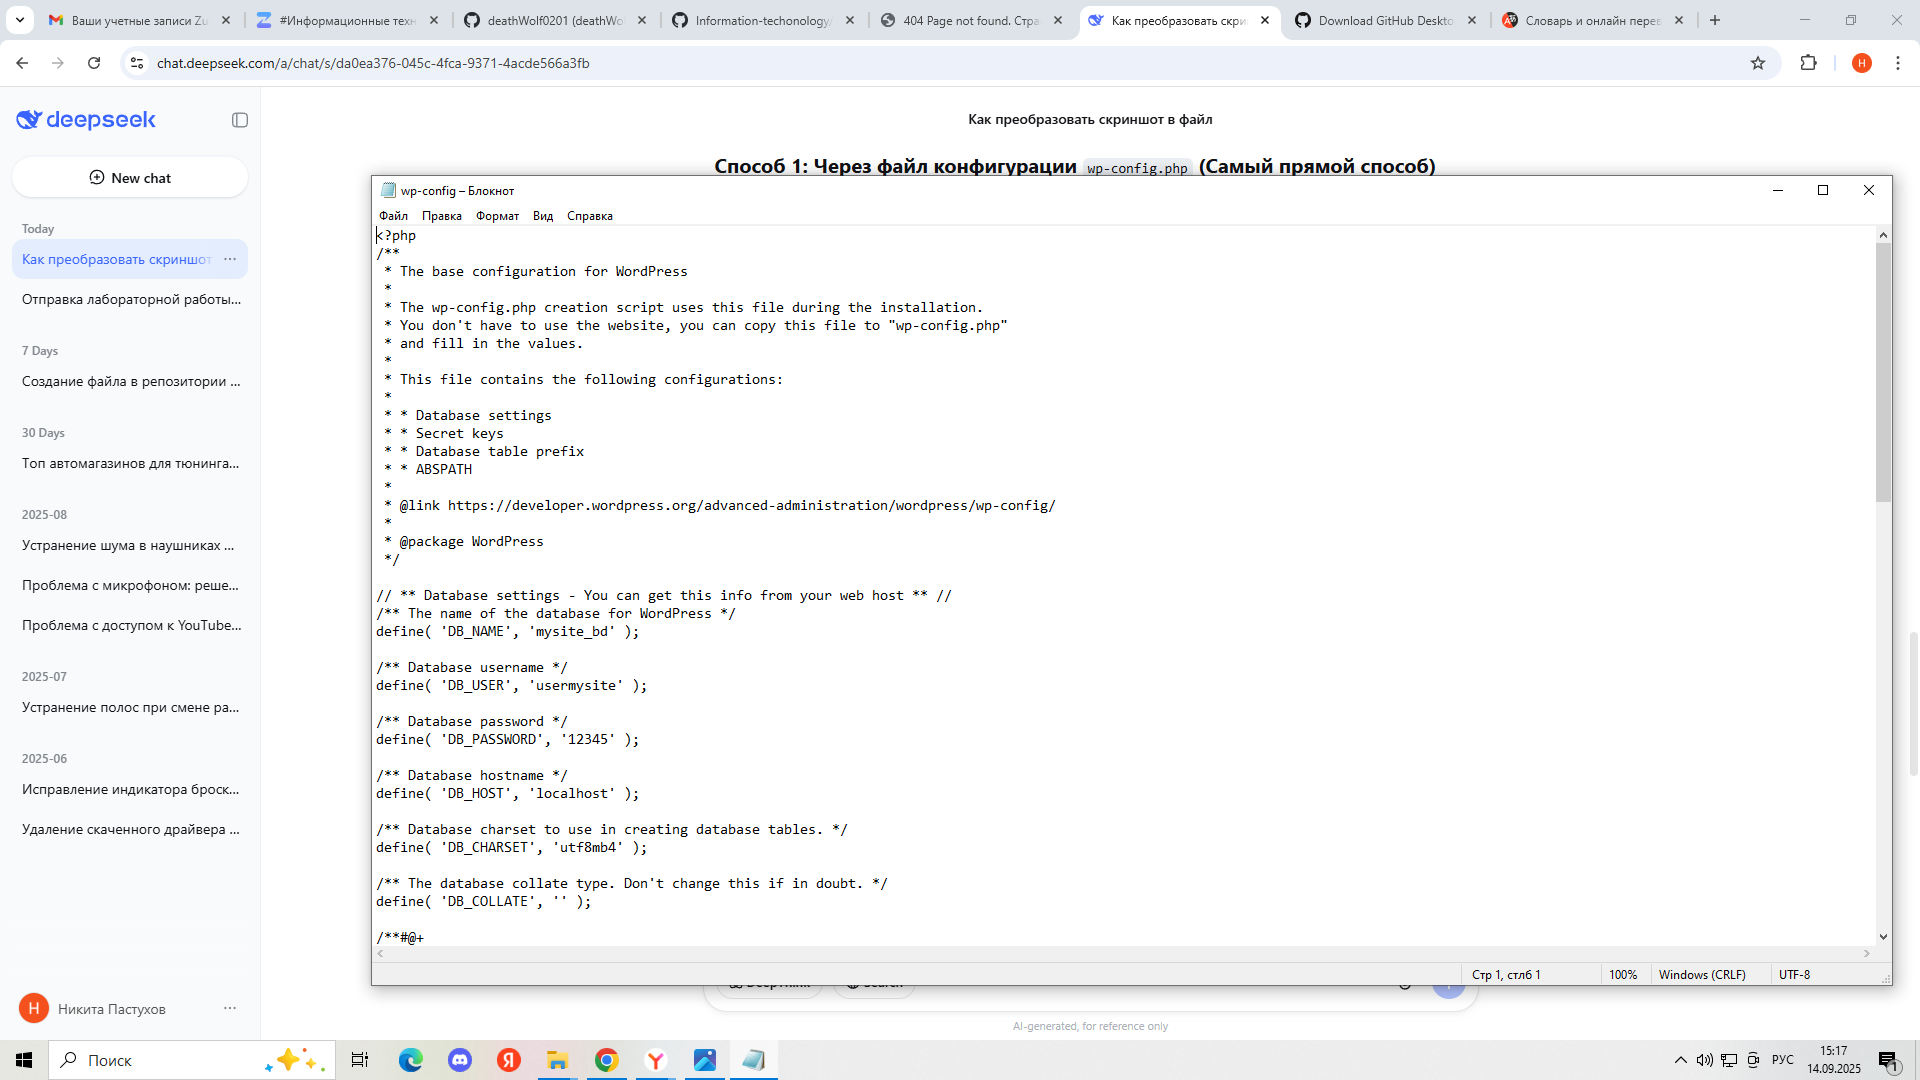 Ваши учетные записи Zu
#Информационные техн
deathWolf0201 (deathWo
Information-techonology/
404 Page not found. Стра
Как преобразовать скри
Download GitHub Deskto
Словарь и онлайн перев
chat.deepseek.com/a/chat/s/da0ea376-045c-4fca-9371-4acde566a3fb
Н
deepseek
New chat
Today
Как преобразовать скриншот
Отправка лабораторной работы...
7 Days
Создание файла в репозитории ...
30 Days
Топ автомагазинов для тюнинга...
2025-08
Устранение шума в наушниках ...
Проблема с микрофоном: реше...
Проблема с доступом к YouTube...
2025-07
Устранение полос при смене ра...
2025-06
Исправление индикатора броск...
Удаление скаченного драйвера ...
Н
Никита Пастухов
Как преобразовать скриншот в файл
Способ 1: Через файл конфигурации wp-config.php (Самый прямой способ)
wp-config – Блокнот
Файл Правка Формат Вид Справка
<?php
/**
 * The base configuration for WordPress
 *
 * The wp-config.php creation script uses this file during the installation.
 * You don't have to use the website, you can copy this file to "wp-config.php"
 * and fill in the values.
 *
 * This file contains the following configurations:
 *
 * * Database settings
 * * Secret keys
 * * Database table prefix
 * * ABSPATH
 *
 * @link https://developer.wordpress.org/advanced-administration/wordpress/wp-config/
 *
 * @package WordPress
 */
// ** Database settings - You can get this info from your web host ** //
/** The name of the database for WordPress */
define( 'DB_NAME', 'mysite_bd' );
/** Database username */
define( 'DB_USER', 'usermysite' );
/** Database password */
define( 'DB_PASSWORD', '12345' );
/** Database hostname */
define( 'DB_HOST', 'localhost' );
/** Database charset to use in creating database tables. */
define( 'DB_CHARSET', 'utf8mb4' );
/** The database collate type. Don't change this if in doubt. */
define( 'DB_COLLATE', '' );
/**#@+
Стр 1, стлб 1
100%
Windows (CRLF)
UTF-8
DeepThink
Search
AI-generated, for reference only
Поиск
РУС
15:17
14.09.2025
1